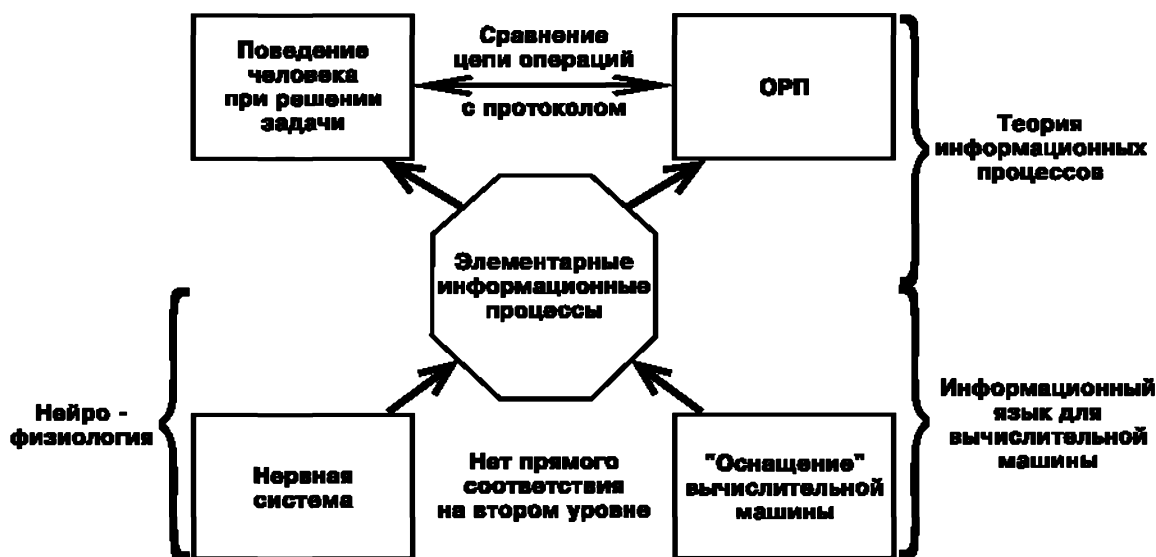 Поведение
человека
при решении
задачи
Сравнение
цепи операций
с протоколом
ОРП
Теория
информационных
процессов
Элементарные
информационные
процессы
Нейро -
физиология
Нервная
система
Нет прямого
соответствия
на втором уровне
"Оснащение"
вычислительной
машины
Информационный
язык для
вычислительной
машины